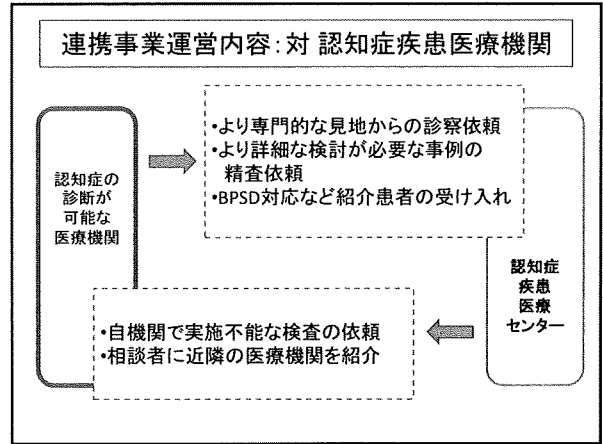 連携事業運営内容：対 認知症疾患医療機関
認知症の
診断が
可能な
医療機関
•より専門的な見地からの診察依頼
•より詳細な検討が必要な事例の
精査依頼
•BPSD対応など紹介患者の受け入れ
認知症
疾患
医療
センター
•自機関で実施不能な検査の依頼
•相談者に近隣の医療機関を紹介